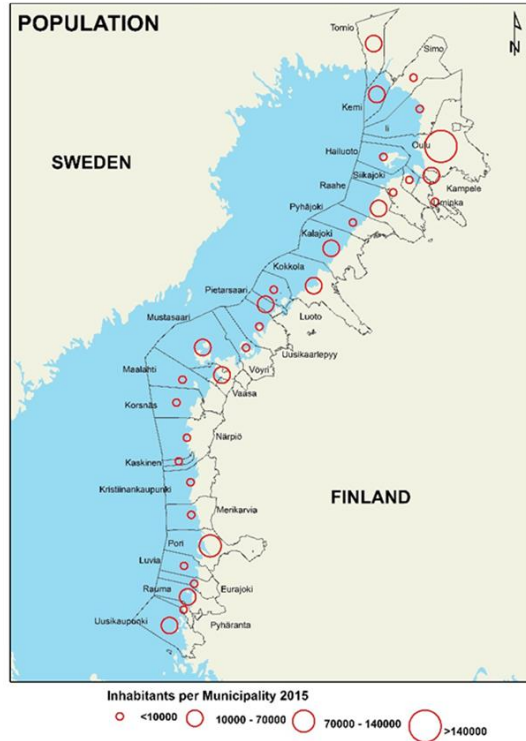 POPULATION
N
Tornio
Simo
Kemi
Ii
SWEDEN
Oulu
Hailuoto
Siikajoki
Raahe
Kampele
Liminka
Pyhäjoki
Kalajoki
Kokkola
Pietarsaari
Mustasaari
Luoto
Uusikaarlepyy
Vöyri
Maalahti
Vaasa
Korsnäs
Närpiö
Kaskinen
Kristiinankaupunki
FINLAND
Merikarvia
Pori
Luvia
Rauma
Eurajoki
Uusikaupunki
Pyhäranta
Inhabitants per Municipality 2015
<10000 10000 - 70000 70000 - 140000 >140000